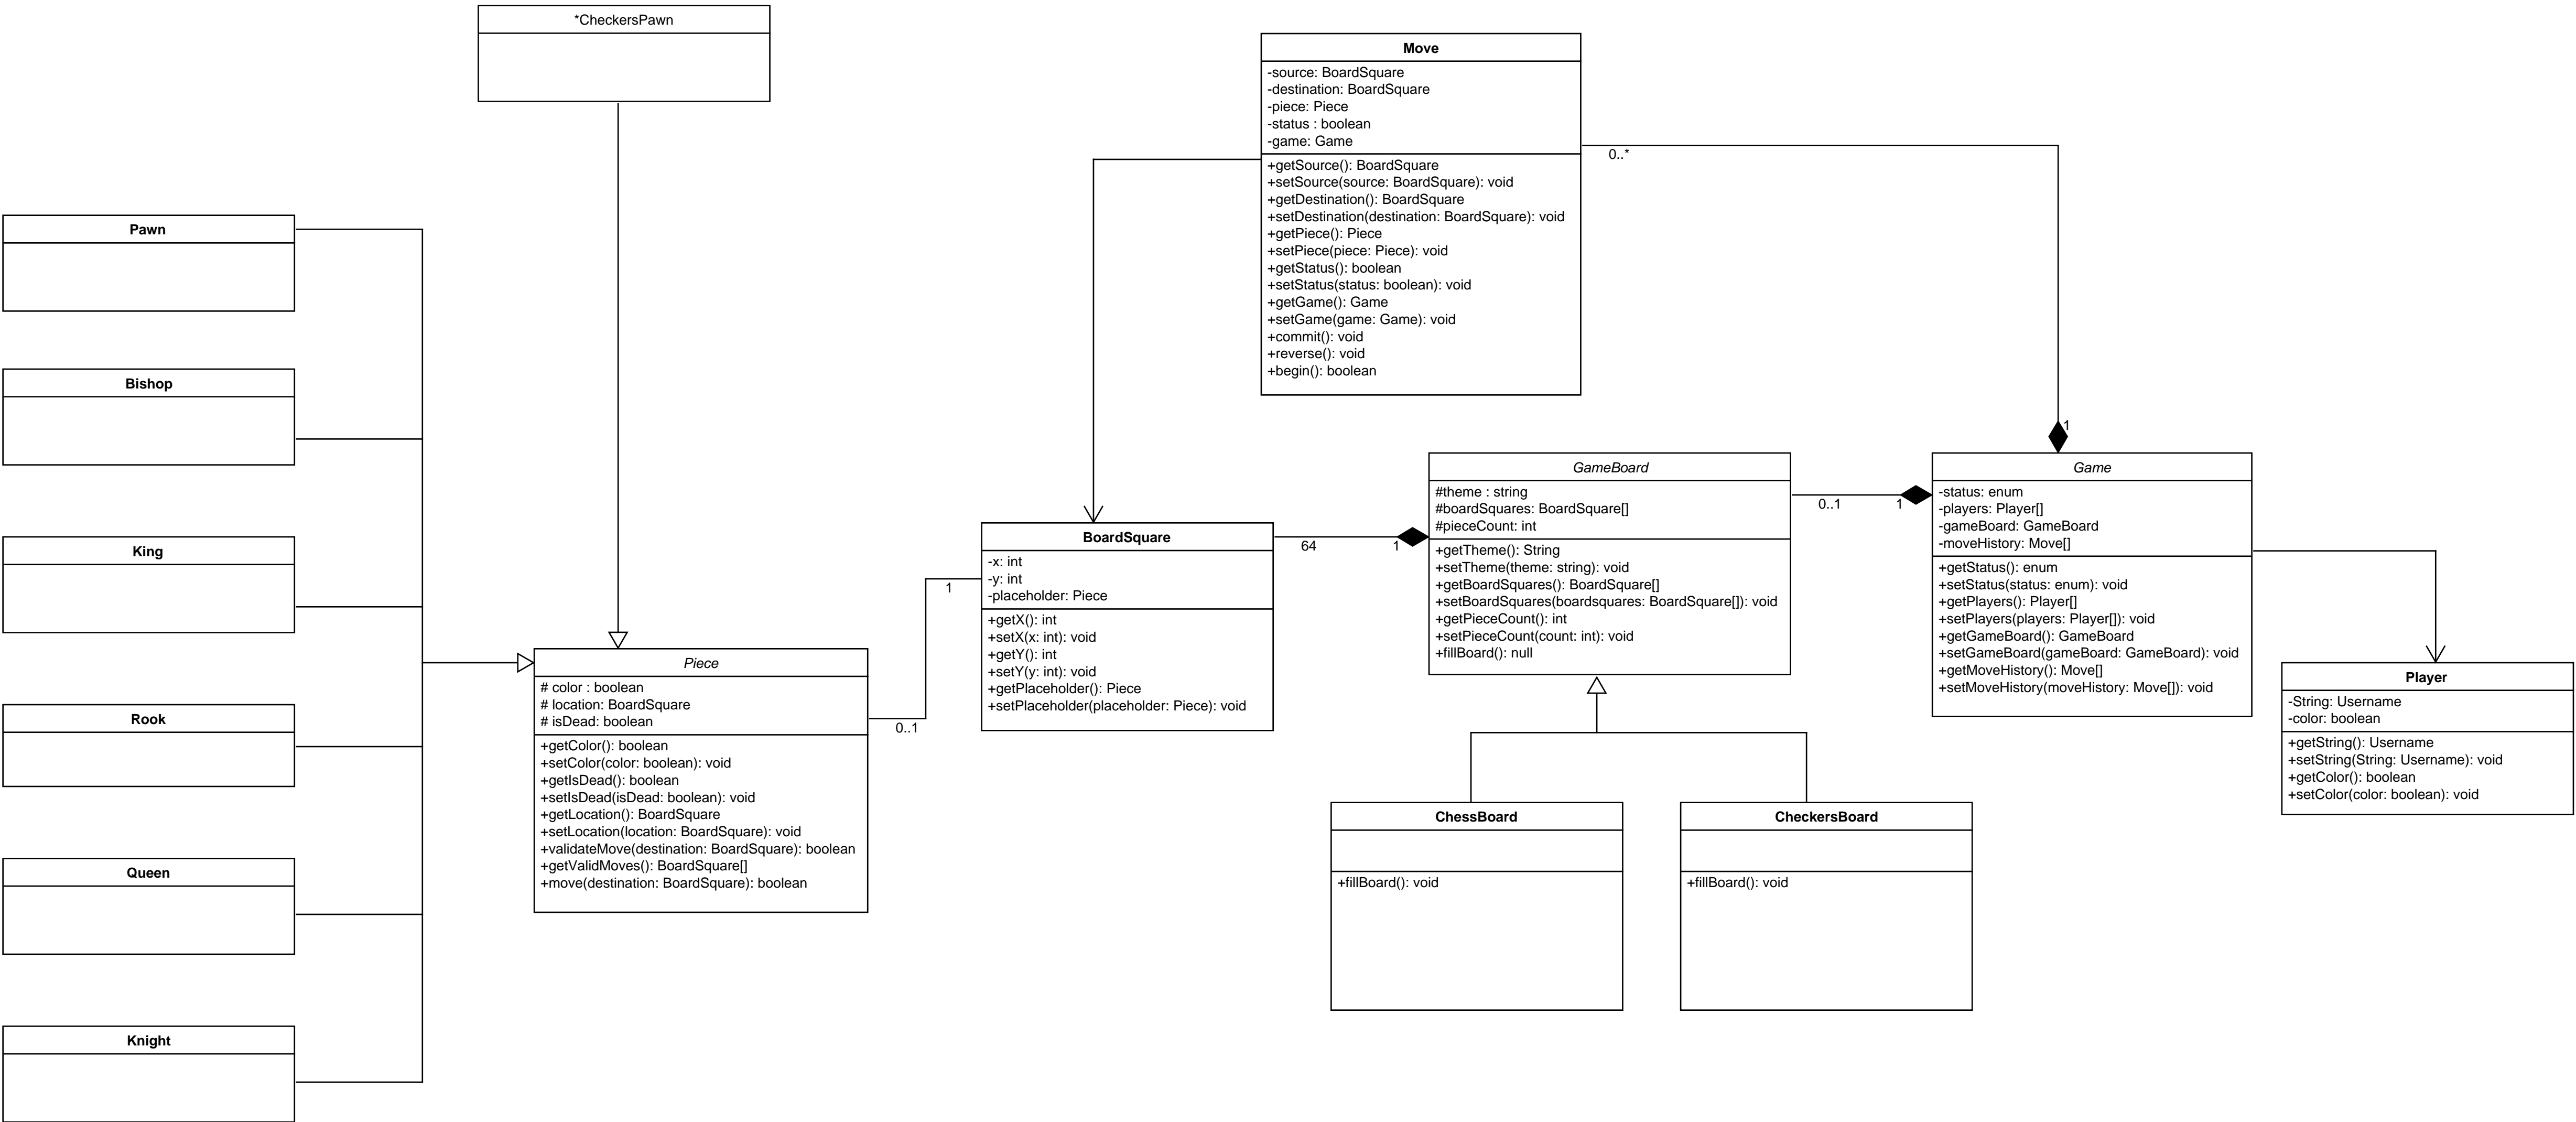 *CheckersPawn
Move
-source: BoardSquare
-destination: BoardSquare
-piece: Piece
-status : boolean
-game: Game
+getSource(): BoardSquare
+setSource(source: BoardSquare): void
+getDestination(): BoardSquare
+setDestination(destination: BoardSquare): void
+getPiece(): Piece
+setPiece(piece: Piece): void
+getStatus(): boolean
+setStatus(status: boolean): void
+getGame(): Game
+setGame(game: Game): void
+commit(): void
+reverse(): void
+begin(): boolean
0..*
1
Pawn
Bishop
King
Rook
Queen
Knight
Piece
# color : boolean
# location: BoardSquare
# isDead: boolean
+getColor(): boolean
+setColor(color: boolean): void
+getIsDead(): boolean
+setIsDead(isDead: boolean): void
+getLocation(): BoardSquare
+setLocation(location: BoardSquare): void
+validateMove(destination: BoardSquare): boolean
+getValidMoves(): BoardSquare[]
+move(destination: BoardSquare): boolean
0..1
1
BoardSquare
-x: int
-y: int
-placeholder: Piece
+getX(): int
+setX(x: int): void
+getY(): int
+setY(y: int): void
+getPlaceholder(): Piece
+setPlaceholder(placeholder: Piece): void
64
1
GameBoard
#theme : string
#boardSquares: BoardSquare[]
#pieceCount: int
+getTheme(): String
+setTheme(theme: string): void
+getBoardSquares(): BoardSquare[]
+setBoardSquares(boardsquares: BoardSquare[]): void
+getPieceCount(): int
+setPieceCount(count: int): void
+fillBoard(): null
0..1
1
Game
-status: enum
-players: Player[]
-gameBoard: GameBoard
-moveHistory: Move[]
+getStatus(): enum
+setStatus(status: enum): void
+getPlayers(): Player[]
+setPlayers(players: Player[]): void
+getGameBoard(): GameBoard
+setGameBoard(gameBoard: GameBoard): void
+getMoveHistory(): Move[]
+setMoveHistory(moveHistory: Move[]): void
Player
-String: Username
-color: boolean
+getString(): Username
+setString(String: Username): void
+getColor(): boolean
+setColor(color: boolean): void
ChessBoard
+fillBoard(): void
CheckersBoard
+fillBoard(): void